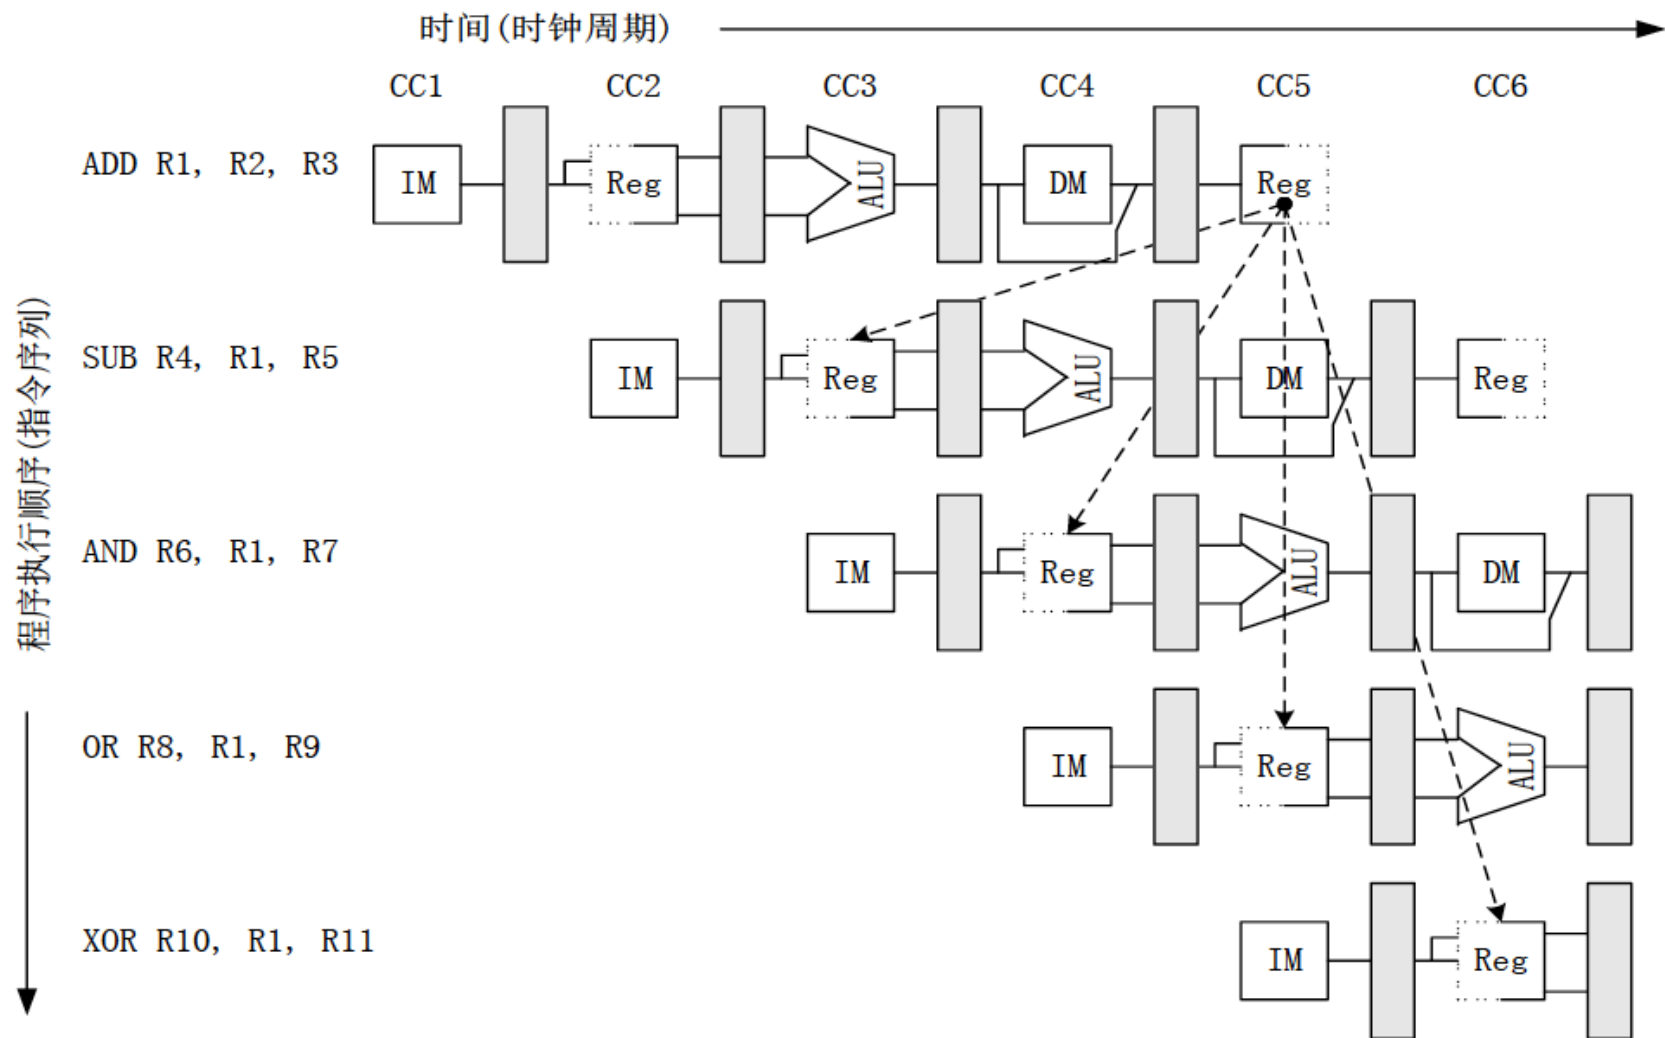 时间(时钟周期)
CC1 CC2 CC3 CC4 CC5 CC6
ADD R1, R2, R3 IM Reg ALU DM Reg
SUB R4, R1, R5 IM Reg ALU DM Reg
AND R6, R1, R7 IM Reg ALU DM
OR R8, R1, R9 IM Reg ALU
XOR R10, R1, R11 IM Reg
程序执行顺序(指令序列)